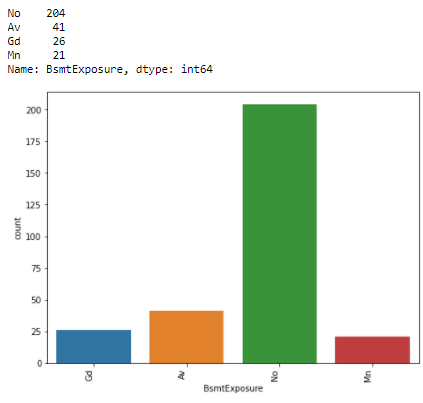 No 204
Av 41
Gd 26
Mn 21
Name: BsmtExposure, dtype: int64
200
175
150
125
100
75
50
25
0
count
Gd Av No Mn
BsmtExposure